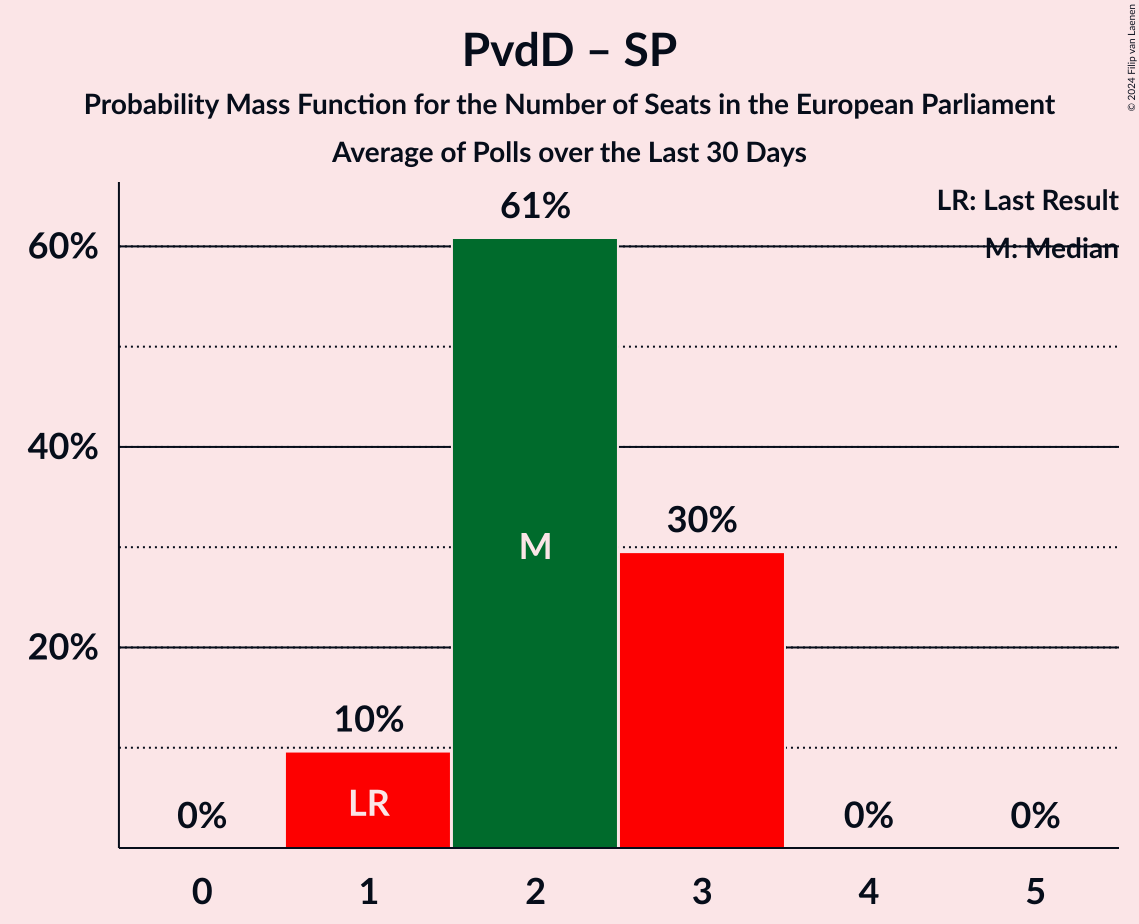 PvdD – SP
Probability Mass Function for the Number of Seats in the European Parliament
Average of Polls over the Last 30 Days
© 2024 Filip van Laenen
LR: Last Result
M: Median
61%
60%
M
40%
30%
20%
10%
LR
0%
0%
0%
0 1 2 3 4 5